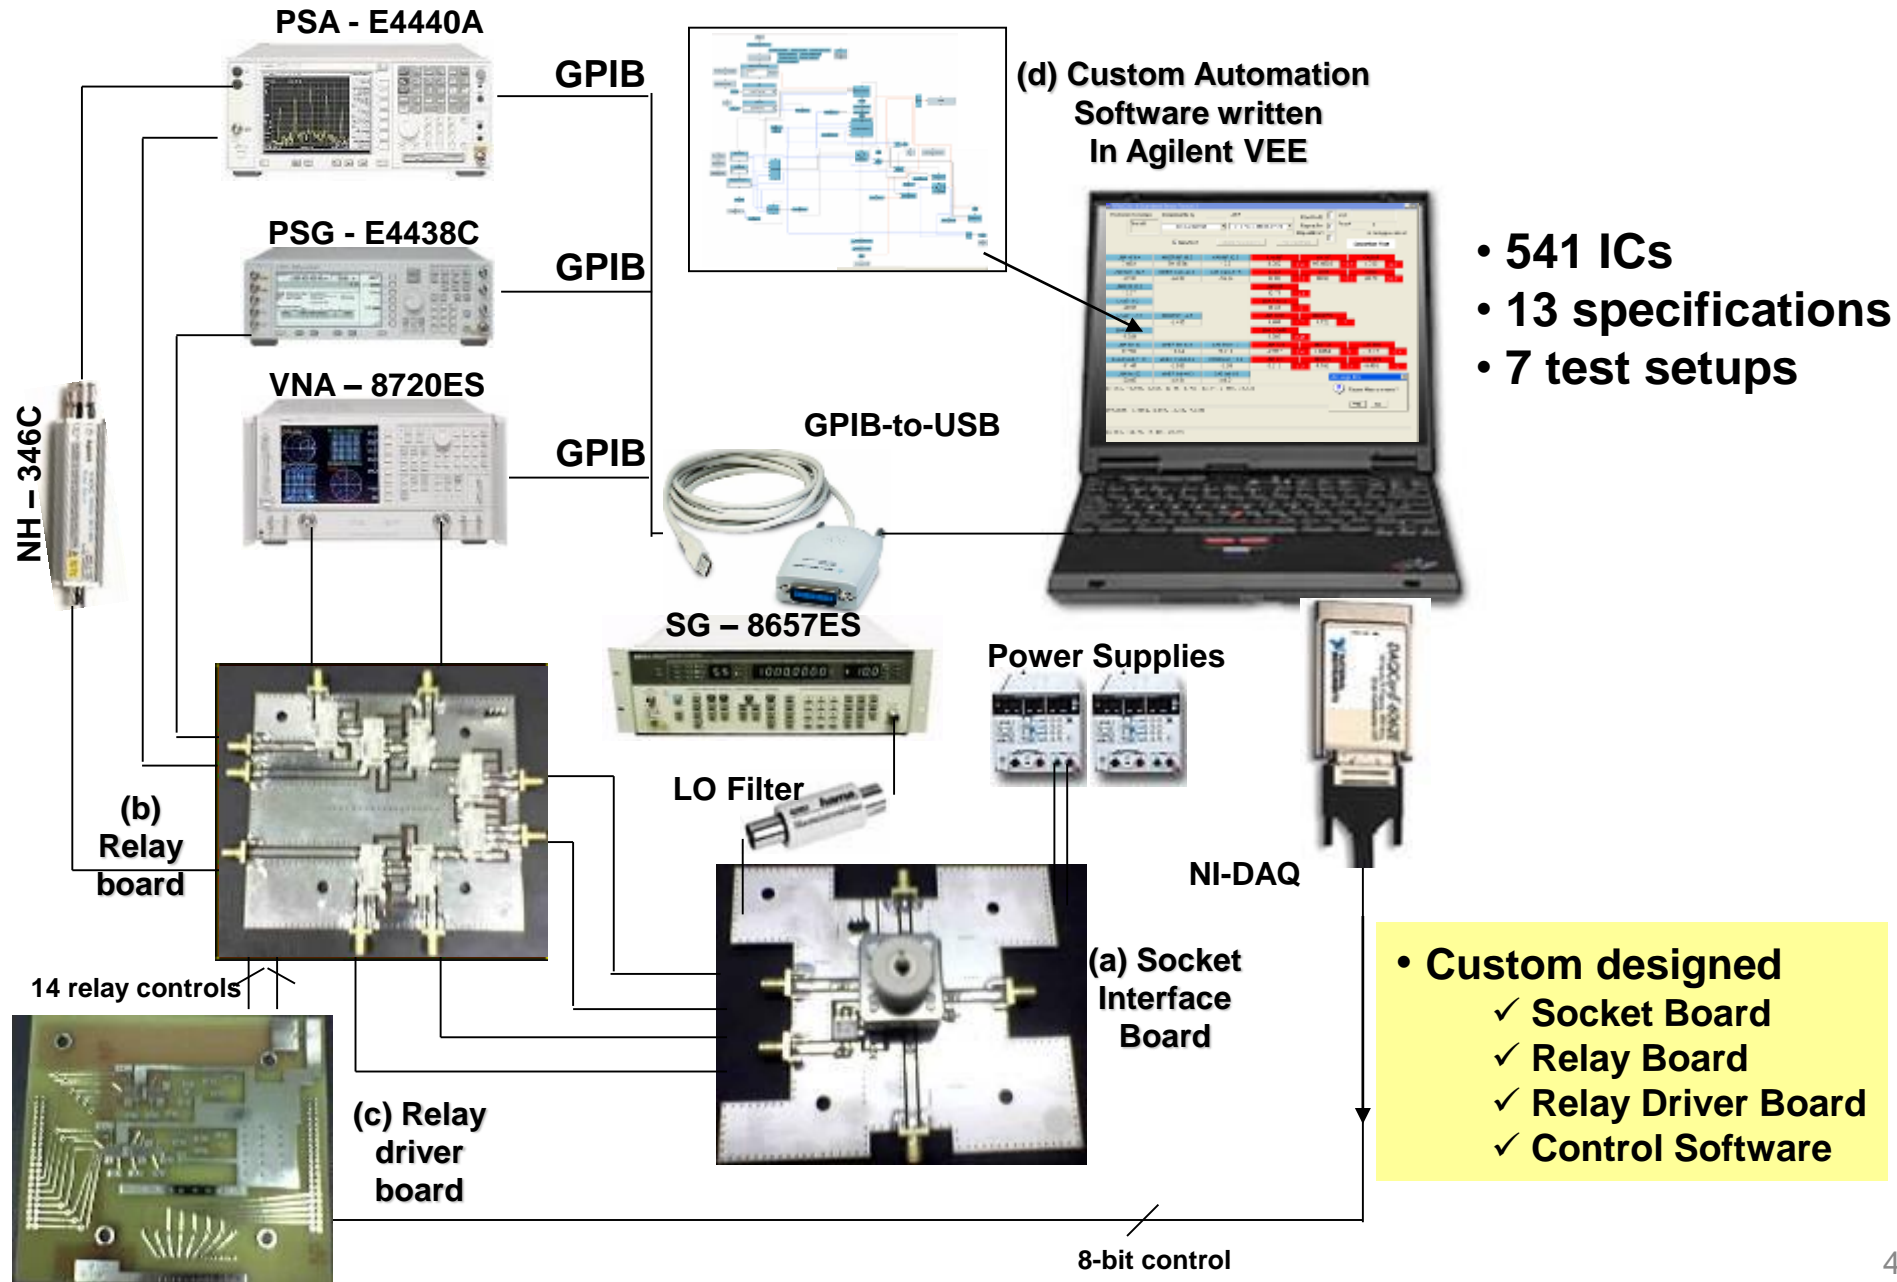 PSA - E4440A
GPIB
(d) Custom Automation
Software written
In Agilent VEE
PSG - E4438C
GPIB
• 541 ICs
• 13 specifications
• 7 test setups
VNA – 8720ES
GPIB
GPIB-to-USB
NH – 346C
SG – 8657ES
Power Supplies
LO Filter
hama
(b)
Relay
board
NI-DAQ
14 relay controls
(a) Socket
Interface
Board
• Custom designed
✓ Socket Board
✓ Relay Board
✓ Relay Driver Board
✓ Control Software
(c) Relay
driver
board
8-bit control
4